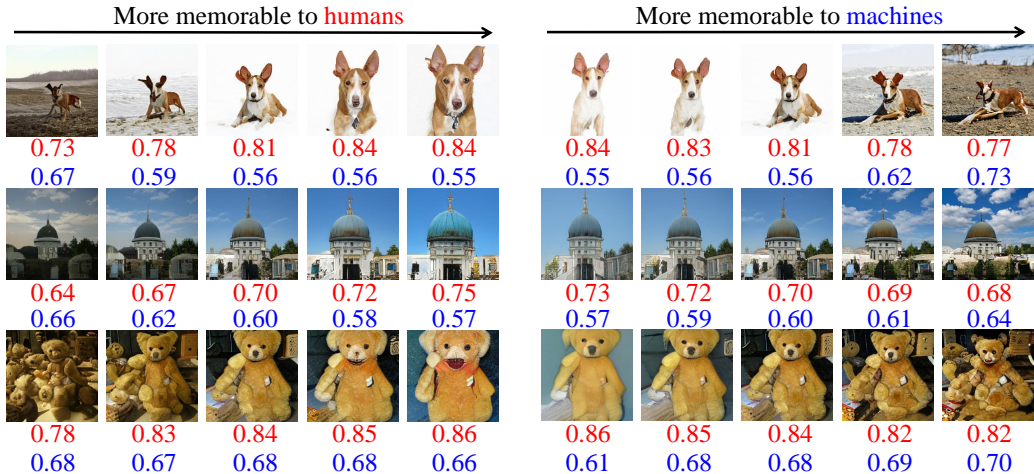 More memorable to humans
More memorable to machines
0.73 0.78 0.81 0.84 0.84 0.84 0.83 0.81 0.78 0.77
0.67 0.59 0.56 0.56 0.55 0.55 0.56 0.56 0.62 0.73
0.64 0.67 0.70 0.72 0.75 0.73 0.72 0.70 0.69 0.68
0.66 0.62 0.60 0.58 0.57 0.57 0.59 0.60 0.61 0.64
0.78 0.83 0.84 0.85 0.86 0.86 0.85 0.84 0.82 0.82
0.68 0.67 0.68 0.68 0.66 0.61 0.68 0.68 0.69 0.70